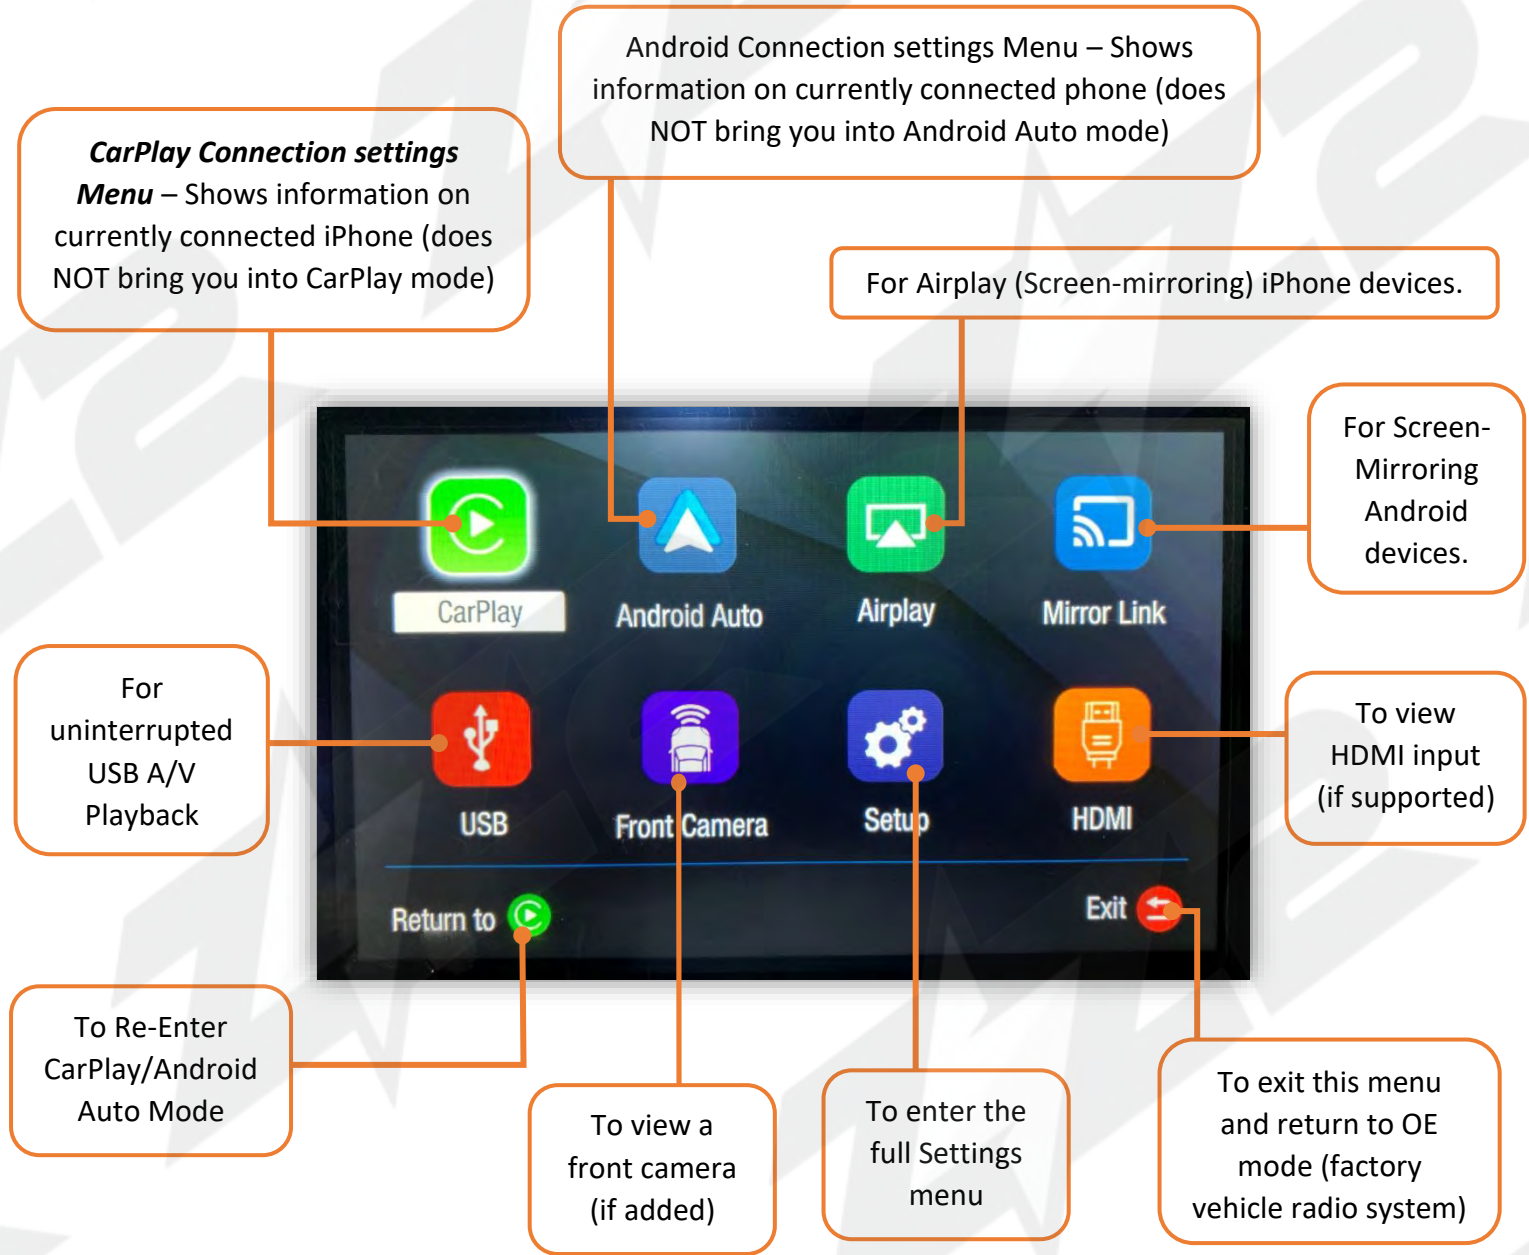 Android Connection settings Menu – Shows
information on currently connected phone (does
NOT bring you into Android Auto mode)
CarPlay Connection settings
Menu – Shows information on
currently connected iPhone (does
NOT bring you into CarPlay mode)
For Airplay (Screen-mirroring) iPhone devices.
For Screen-
Mirroring
Android
devices.
CarPlay
Android Auto
Airplay
Mirror Link
For
uninterrupted
USB A/V
Playback
To view
HDMI input
(if supported)
USB
Front Camera
Setup
HDMI
Return to
Exit
To Re-Enter
CarPlay/Android
Auto Mode
To view a
front camera
(if added)
To enter the
full Settings
menu
To exit this menu
and return to OE
mode (factory
vehicle radio system)